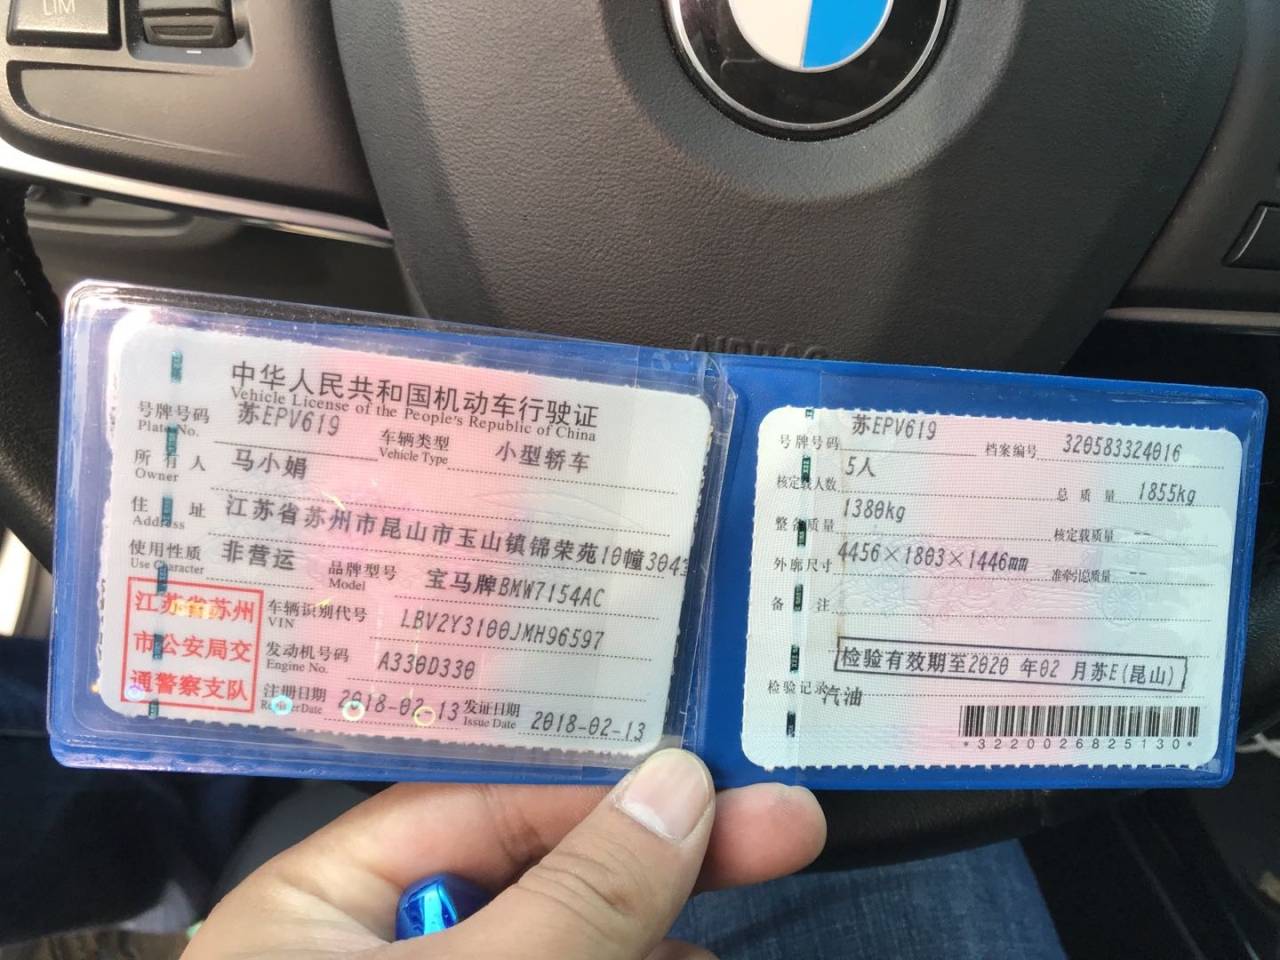 LIM
AIRBAG
中华人民共和国机动车行驶证
Vehicle License of the People's Republic of China
号牌号码 苏EPV619 车辆类型 小型轿车
Plate No. Vehicle Type
所有人 马小娟
Owner
住址 江苏省苏州市昆山市玉山镇锦荣苑10幢304
Address
使用性质 非营运 品牌型号 宝马牌BMW7154AC
Use Character Model
车辆识别代号 LBV2Y3100JMH96597
VIN
发动机号码 A330D330
Engine No.
注册日期 2018-02-13 发证日期 2018-02-13
Register Date Issue Date
江苏省苏州
市公安局交
通警察支队
号牌号码 苏EPV619 档案编号 320583324016
核定载人数 5人 总质量 1855kg
整备质量 1380kg 核定载质量 --
外廓尺寸 4456×1803×1446mm 准牵引总质量 --
备注
检验有效期至2020 年02 月苏E(昆山)
检验记录 汽油
*3220026825130*